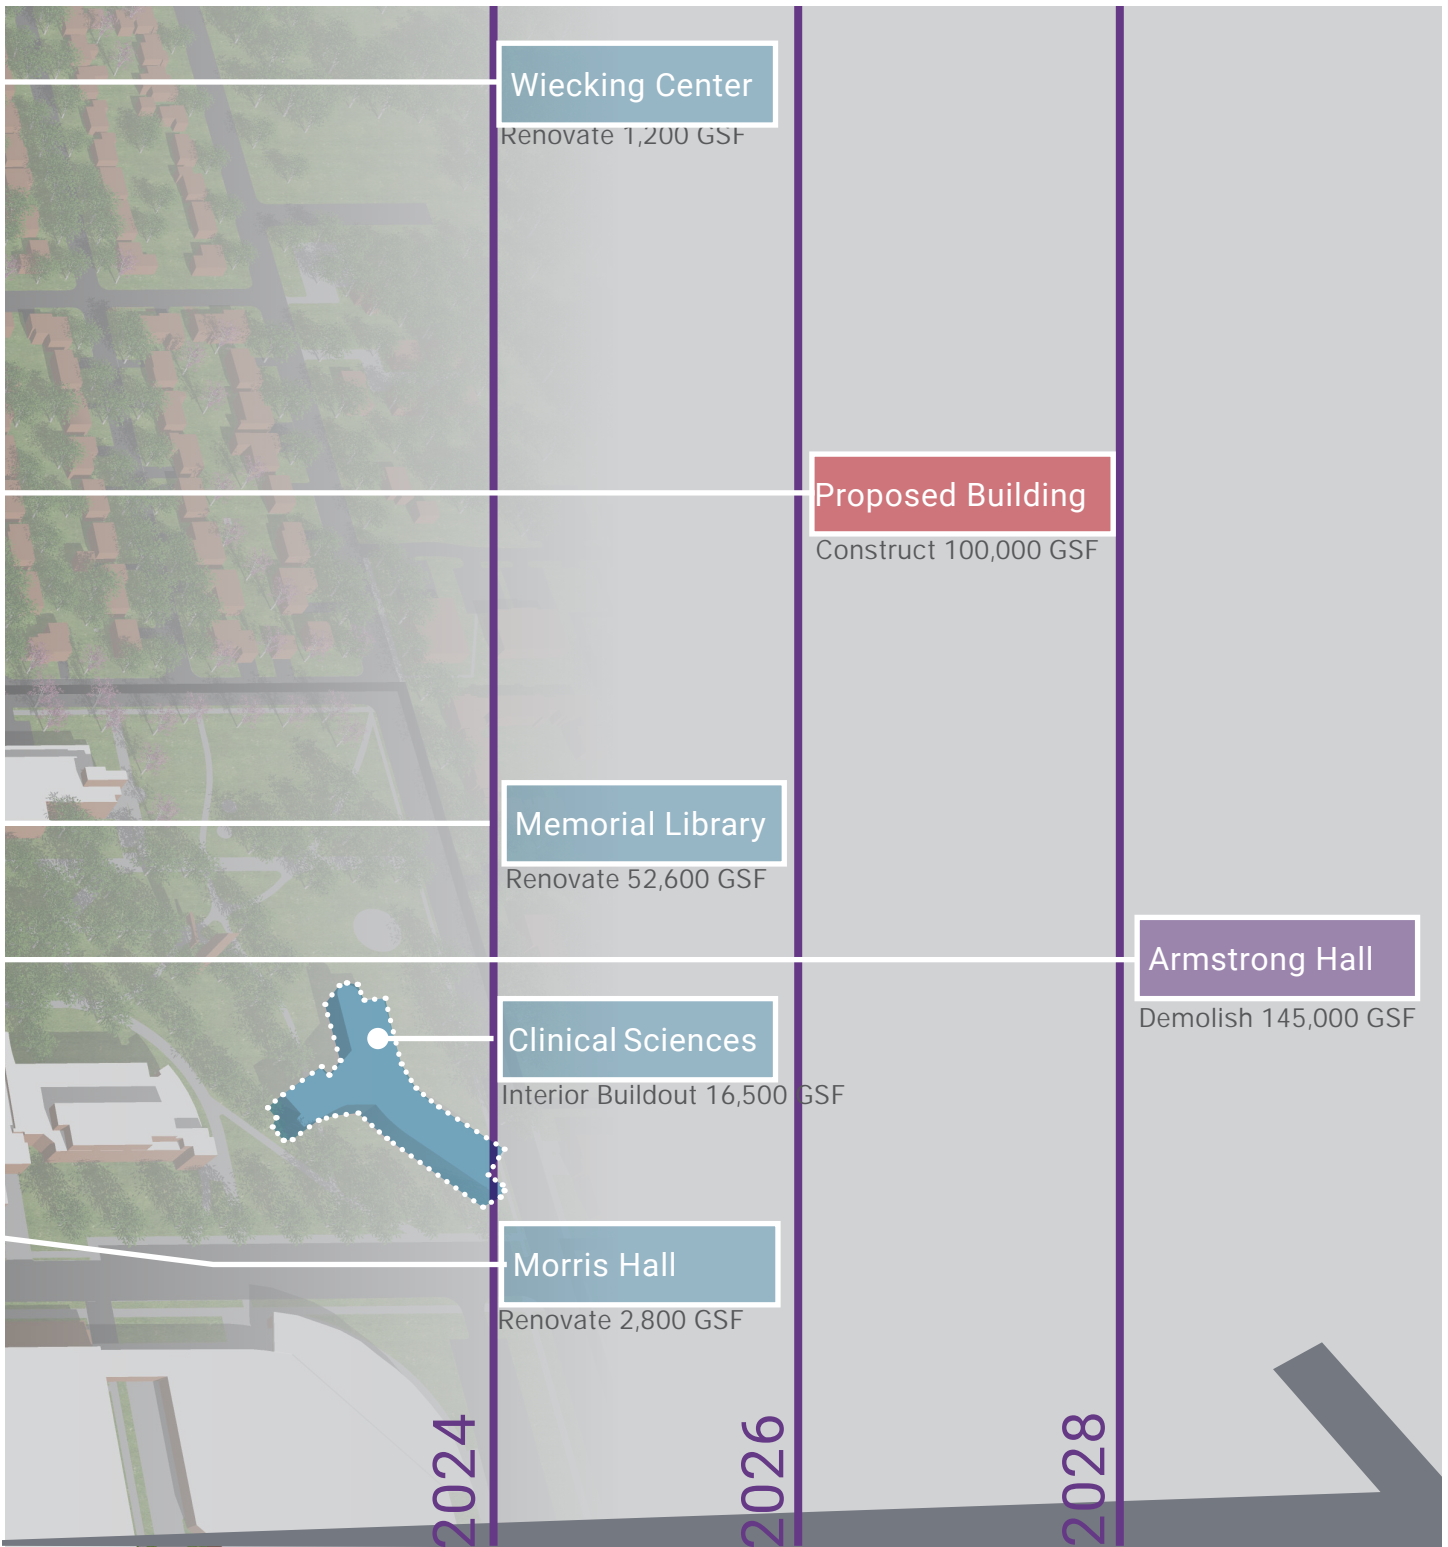 Wiecking Center
Renovate 1,200 GSF
Proposed Building
Construct 100,000 GSF
Memorial Library
Renovate 52,600 GSF
Armstrong Hall
Demolish 145,000 GSF
Clinical Sciences
Interior Buildout 16,500 GSF
Morris Hall
Renovate 2,800 GSF
2024
2026
2028